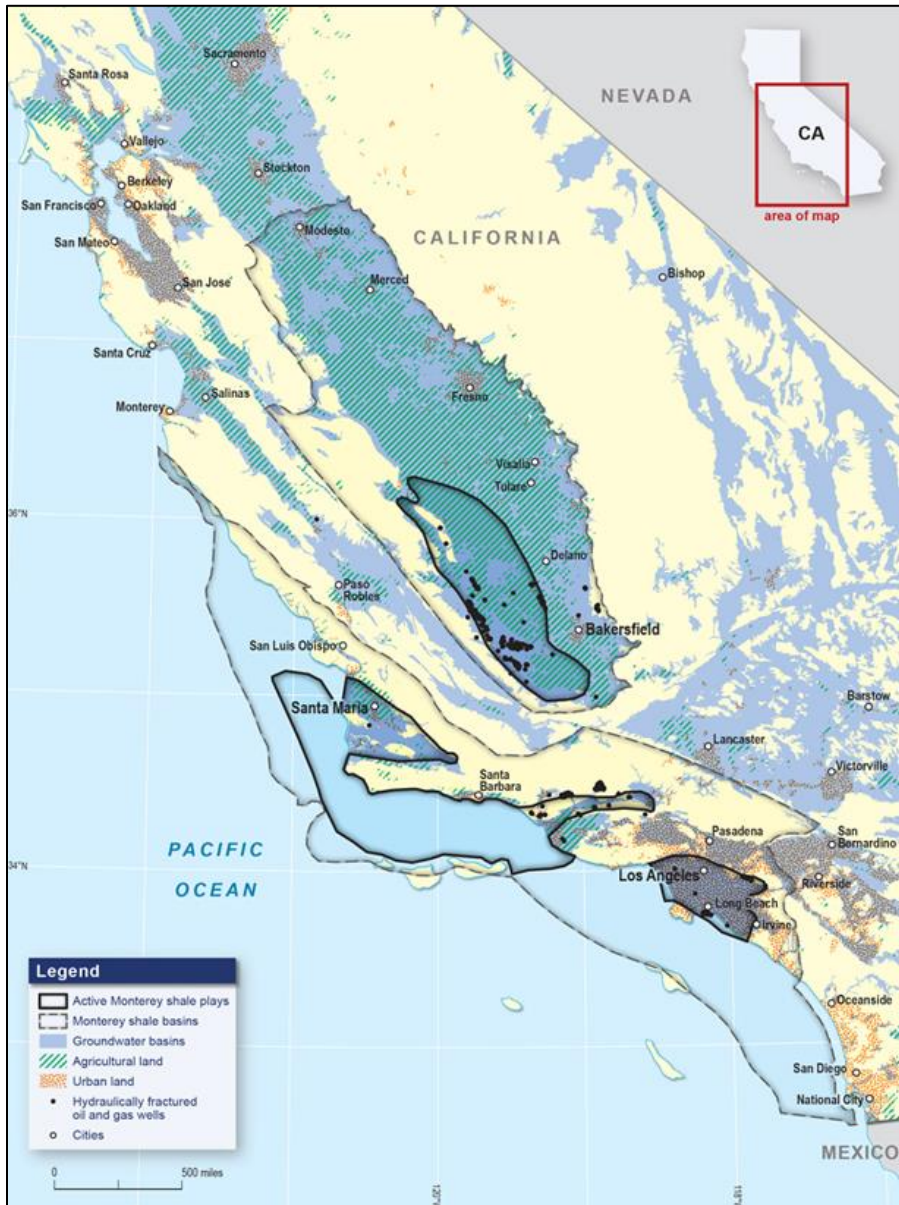 Sacramento
Santa Rosa
NEVADA
CA
area of map
Vallejo
Stockton
Berkeley
San Francisco
Oakland
Modesto
San Mateo
CALIFORNIA
Merced
Bishop
San Jose
Santa Cruz
Fresno
Salinas
Monterey
Visalia
Tulare
36°N
Delano
Paso
Robles
Bakersfield
San Luis Obispo
Santa Maria
Barstow
Lancaster
Victorville
Santa
Barbara
Pasadena
San
Bernardino
PACIFIC
OCEAN
34°N
Los Angeles
Riverside
Long Beach
Irvine
Legend
Active Monterey shale plays
Monterey shale basins
Groundwater basins
Agricultural land
Urban land
Hydraulically fractured
oil and gas wells
Cities
Oceanside
San Diego
National City
MEXICO
0 500 miles
120°W
118°W